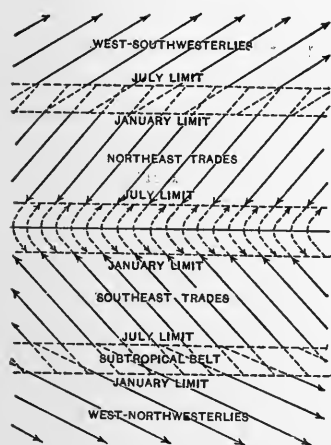 WEST-SOUTHWESTERLIES
JULY LIMIT
JANUARY LIMIT
NORTHEAST TRADES
JULY LIMIT
JANUARY LIMIT
SOUTHEAST TRADES
JULY LIMIT
SUBTROPICAL BELT
JANUARY LIMIT
WEST-NORTHWESTERLIES